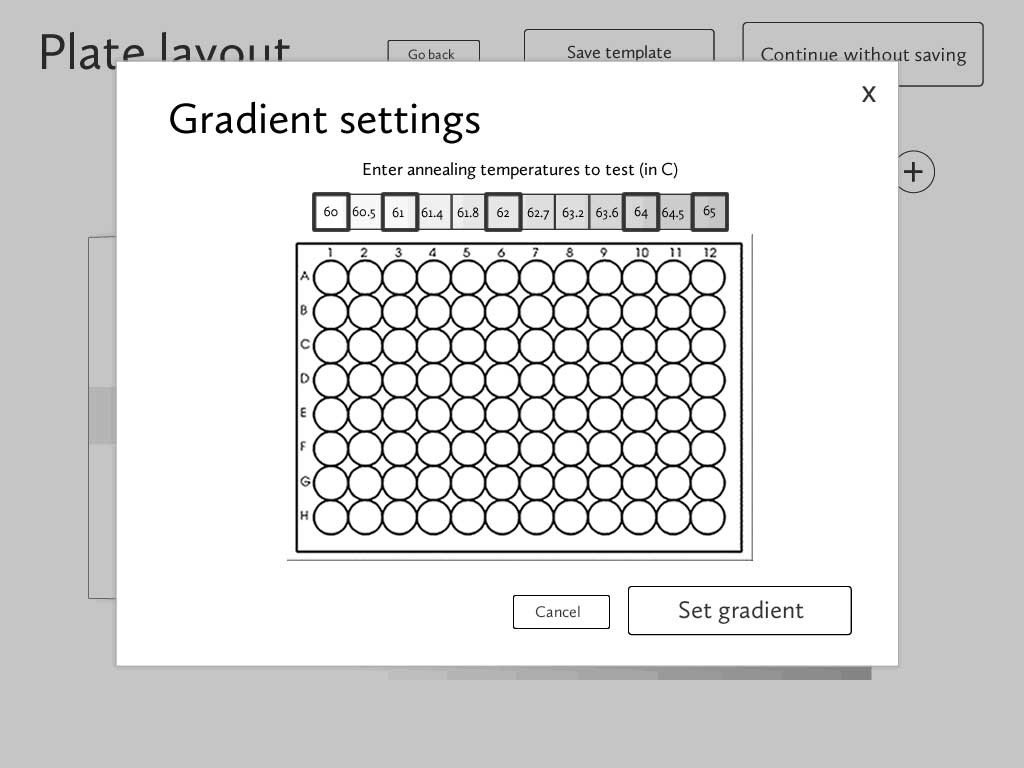 Plate layout
Go back
Save template
Continue without saving
x
Gradient settings
+
Enter annealing temperatures to test (in C)
60 60.5 61 61.4 61.8 62 62.7 63.2 63.6 64 64.5 65
1 2 3 4 5 6 7 8 9 10 11 12
A
B
C
D
E
F
G
H
Cancel
Set gradient